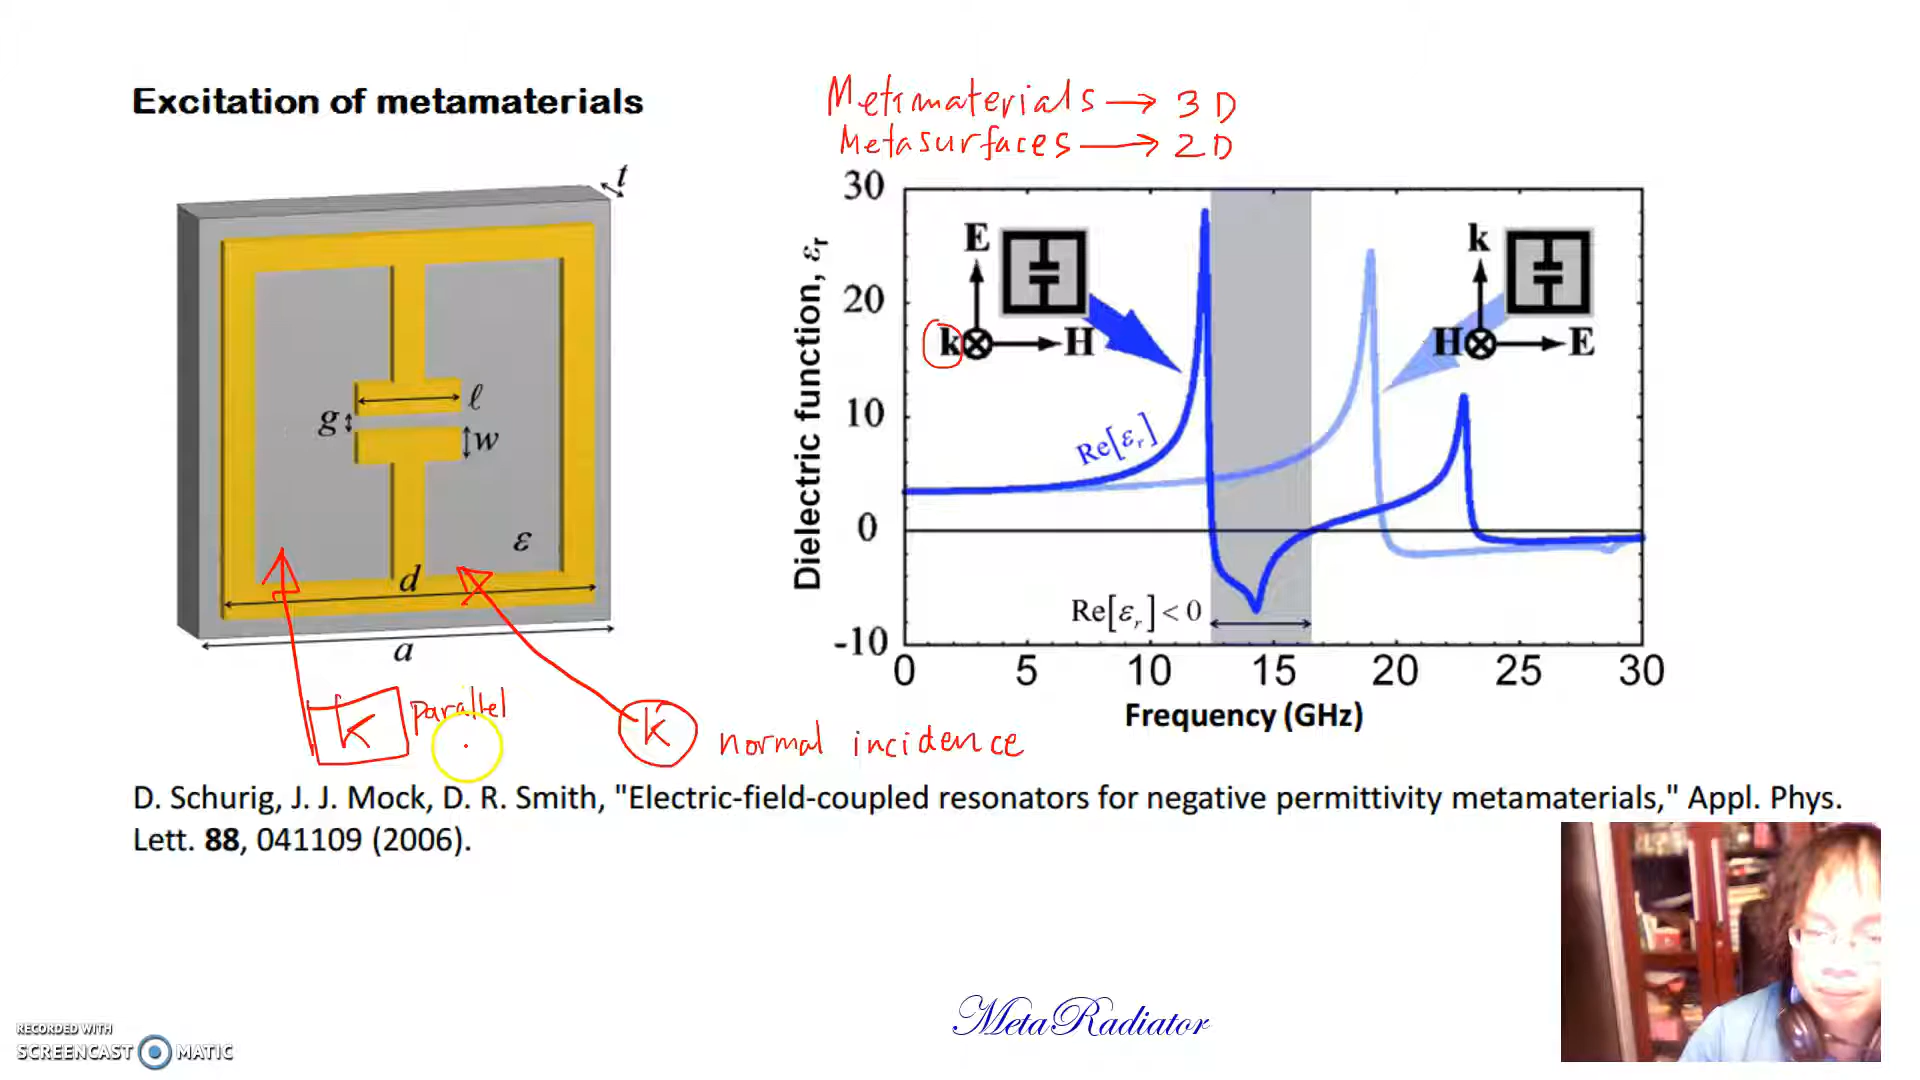 Excitation of metamaterials
Metamaterials → 3D
Metasurfaces → 2D
t
ℓ
g
w
ε
d
a
k parallel
k normal incidence
Dielectric function, εr
30
20
10
0
-10
E
k
H
k
H
E
Re[εr]
Re[εr] < 0
0 5 10 15 20 25 30
Frequency (GHz)
D. Schurig, J. J. Mock, D. R. Smith, "Electric-field-coupled resonators for negative permittivity metamaterials," Appl. Phys.
Lett. 88, 041109 (2006).
MetaRadiator
RECORDED WITH
SCREENCAST MATIC